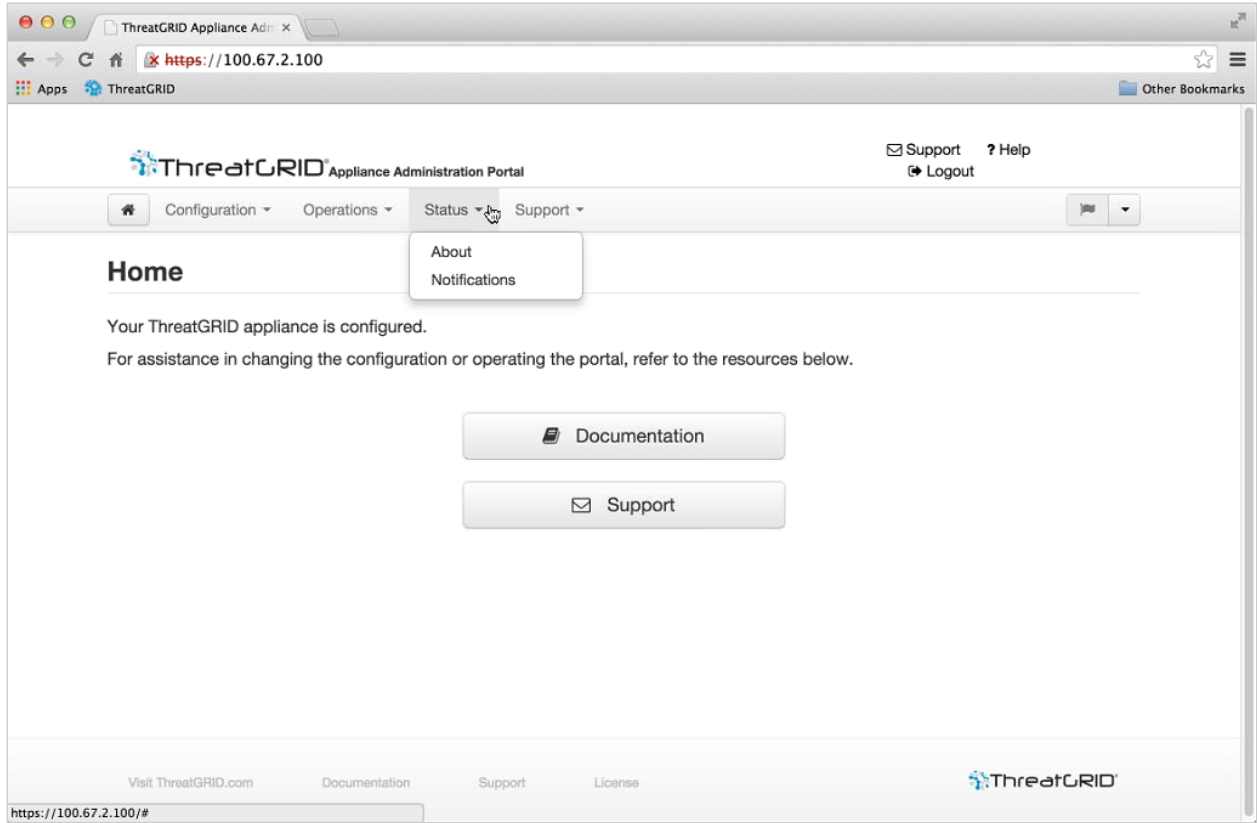 ThreatGRID Appliance Adm
https://100.67.2.100
Apps ThreatGRID Other Bookmarks
ThreatGRID® Appliance Administration Portal
Support ? Help
Logout
Configuration Operations Status Support
About
Notifications
Home
Your ThreatGRID appliance is configured.
For assistance in changing the configuration or operating the portal, refer to the resources below.
Documentation
Support
Visit ThreatGRID.com Documentation Support License ThreatGRID®
https://100.67.2.100/#